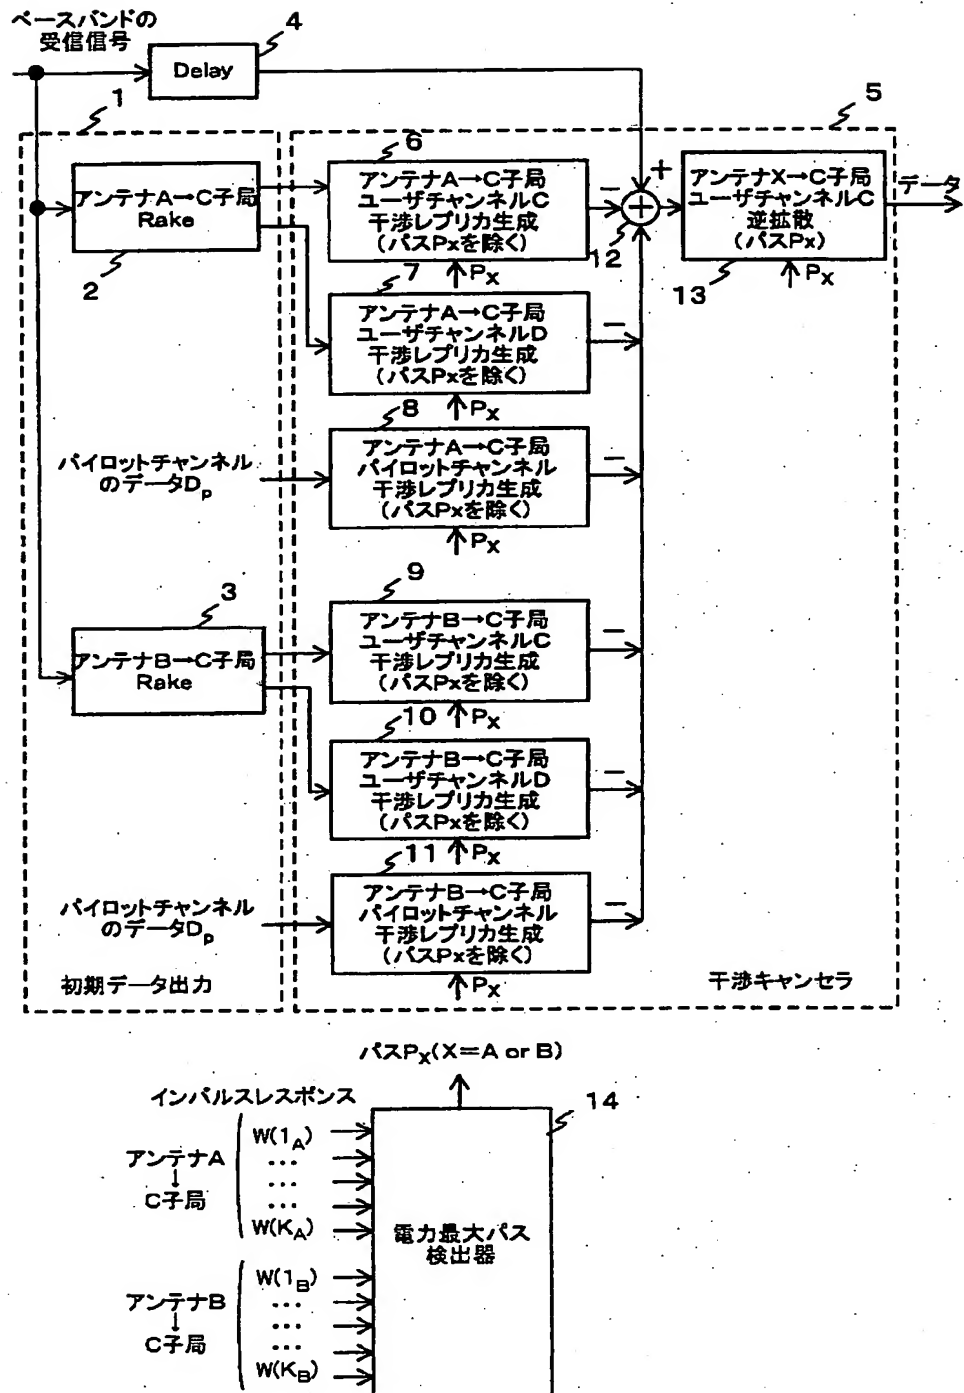 ベースバンドの
受信信号
4
Delay
1
5
6
アンテナA→C子局
Rake
2
アンテナA→C子局
ユーザチャンネルC
干渉レプリカ生成
(パスPxを除く)
－
+
+
12
アンテナX→C子局
ユーザチャンネルC
逆拡散
(パスPx)
データ
13
↑Px
7
↑Px
アンテナA→C子局
ユーザチャンネルD
干渉レプリカ生成
(パスPxを除く)
－
8
↑Px
パイロットチャンネル
のデータDp
アンテナA→C子局
パイロットチャンネル
干渉レプリカ生成
(パスPxを除く)
－
↑Px
3
アンテナB→C子局
Rake
9
アンテナB→C子局
ユーザチャンネルC
干渉レプリカ生成
(パスPxを除く)
－
10
↑Px
アンテナB→C子局
ユーザチャンネルD
干渉レプリカ生成
(パスPxを除く)
－
11
↑Px
パイロットチャンネル
のデータDp
アンテナB→C子局
パイロットチャンネル
干渉レプリカ生成
(パスPxを除く)
－
↑Px
初期データ出力
干渉キャンセラ
パスPx(X=A or B)
インパルスレスポンス
14
アンテナA
↓
C子局
W(1A)
...
...
...
W(KA)
電力最大パス
検出器
アンテナB
↓
C子局
W(1B)
...
...
...
W(KB)